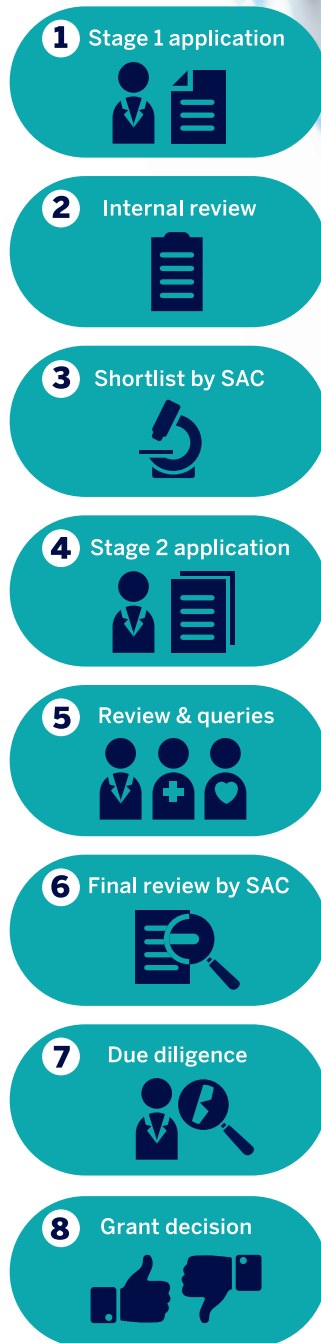 1 Stage 1 application
2 Internal review
3 Shortlist by SAC
4 Stage 2 application
5 Review & queries
6 Final review by SAC
7 Due diligence
8 Grant decision